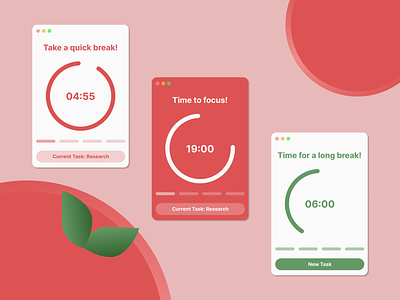 Take a quick break!
04:55
Current Task: Research
Time to focus!
19:00
Current Task: Research
Time for a long break!
06:00
New Task